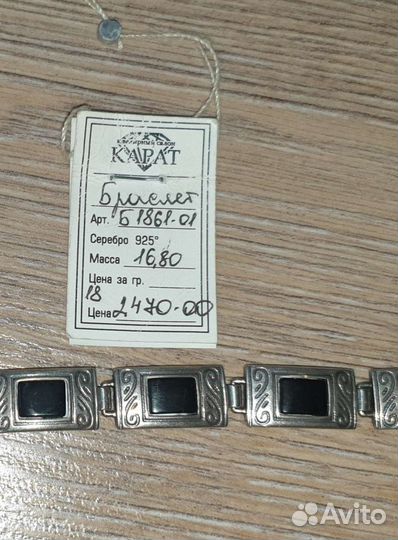 ЮВЕЛИРНЫЙ САЛОН
КАРАТ
Браслет
Арт. Б1861-01
Серебро 925°
Масса 16,80
Цена за гр.
18
Цена 2470-00
Avito